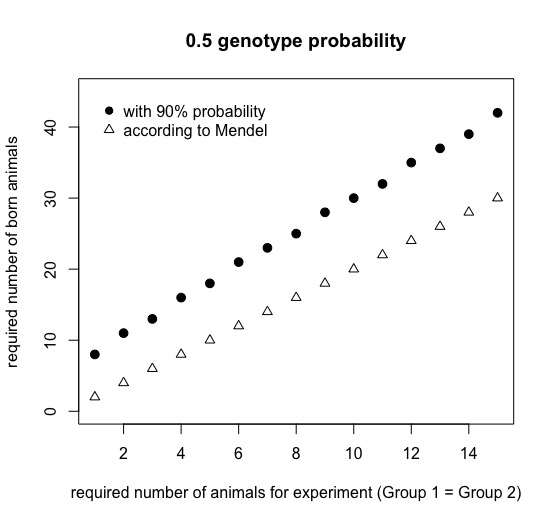 0.5 genotype probability
with 90% probability
according to Mendel
required number of born animals
40
30
20
10
0
2 4 6 8 10 12 14
required number of animals for experiment (Group 1 = Group 2)